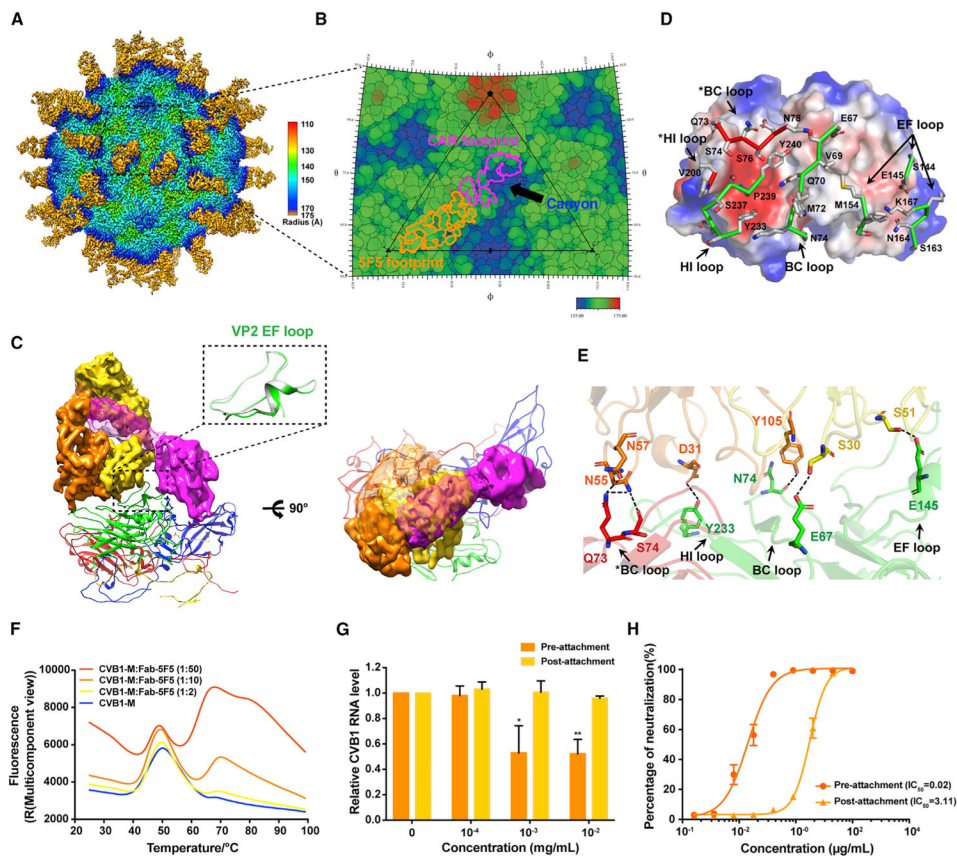 A
110
130
140
150
160
170
175
Radius (Å)
B
Φ
θ
θ
CAR footprint
Canyon
5F5 footprint
Φ
135.00
175.00
D
*BC loop
Q73
N78
E67
EF loop
*HI loop
S74
S76
Y240
S144
V69
E145
V200
Q70
P239
K167
S237
M154
M72
Y233
N74
N164
S163
HI loop
BC loop
C
VP2 EF loop
90°
E
N57
D31
Y105
S30
S51
N55
N74
Y233
E67
E145
Q73
S74
HI loop
*BC loop
BC loop
EF loop
F
Fluorescence
((Multicomponent view))
10000
8000
6000
4000
2000
CVB1-M:Fab-5F5 (1:50)
CVB1-M:Fab-5F5 (1:10)
CVB1-M:Fab-5F5 (1:2)
CVB1-M
20 30 40 50 60 70 80 90 100
Temperature/°C
G
Pre-attachment
Post-attachment
Relative CVB1 RNA level
1.2
1.0
0.8
0.6
0.4
0.2
0.0
*
**
0 10⁻⁴ 10⁻³ 10⁻²
Concentration (mg/mL)
H
Percentage of neutralization(%)
100
80
60
40
20
0
Pre-attachment (IC₅₀=0.02)
Post-attachment (IC₅₀=3.11)
10⁻⁴ 10⁻² 10⁻⁰ 10² 10⁴
Concentration (μg/mL)